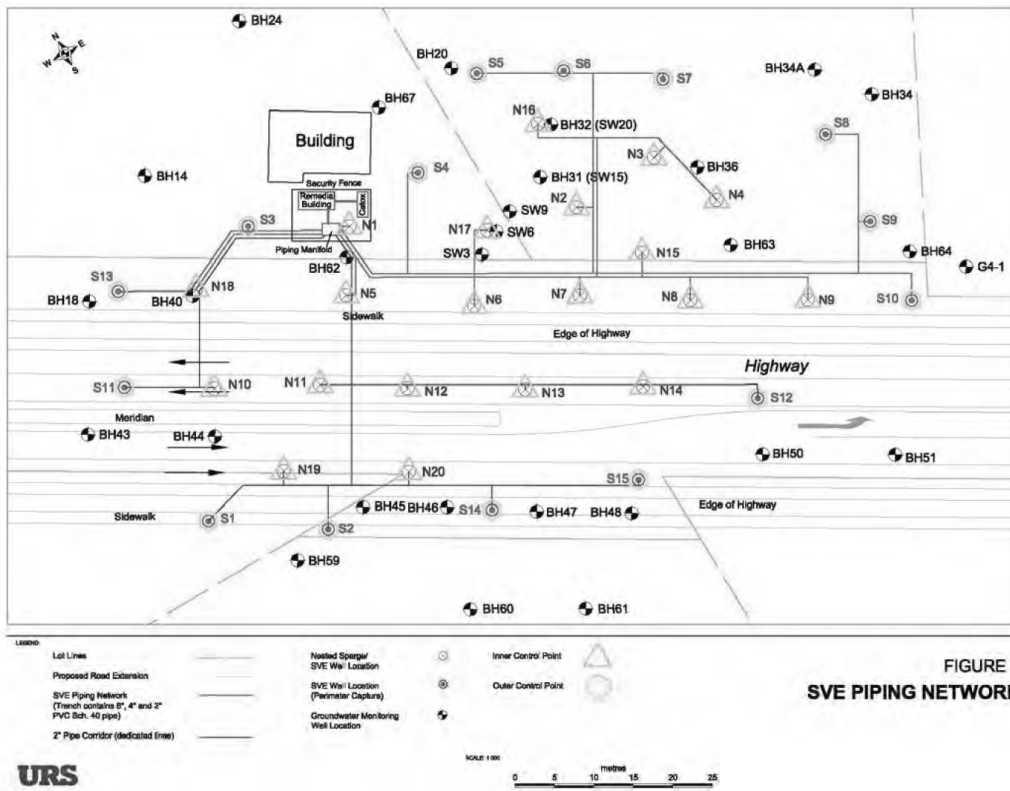 BH24
N
E
W
S
BH20
S5
S6
S7
BH34A
BH34
BH67
N16
BH32 (SW20)
S8
Building
N3
BH36
BH14
S4
BH31 (SW15)
Security Fence
N4
Remedial
Building
Catox
N2
SW9
S3
N1
N17
SW6
S9
Piping Manifold
SW3
N15
BH63
BH64
BH62
G4-1
S13
N18
BH18
BH40
N5
N6
N7
N8
N9
S10
Sidewalk
Edge of Highway
Highway
S11
N10
N11
N12
N13
N14
S12
Meridian
BH43
BH44
BH50
BH51
N19
N20
S15
Sidewalk
S1
S2
BH45
BH46
S14
BH47
BH48
Edge of Highway
BH59
BH60
BH61
LEGEND:
Lot Lines
Proposed Road Extension
SVE Piping Network
(Trench contains 8", 4" and 2"
PVC Sch. 40 pipe)
2" Pipe Corridor (dedicated lines)
Nested Sparge/
SVE Well Location
SVE Well Location
(Perimeter Capture)
Groundwater Monitoring
Well Location
Inner Control Point
Outer Control Point
FIGURE
SVE PIPING NETWOR
URS
SCALE 1:500
metres
0 5 10 15 20 25